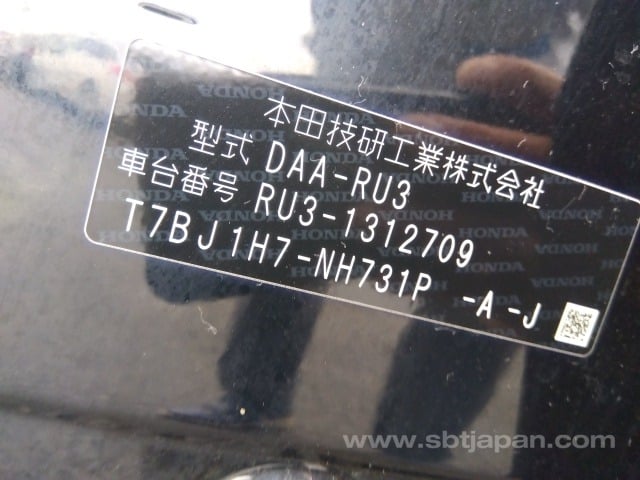 本田技研工業株式会社
型式 DAA-RU3
車台番号 RU3-1312709
T7BJ1H7-NH731P -A-J
www.sbtjapan.com